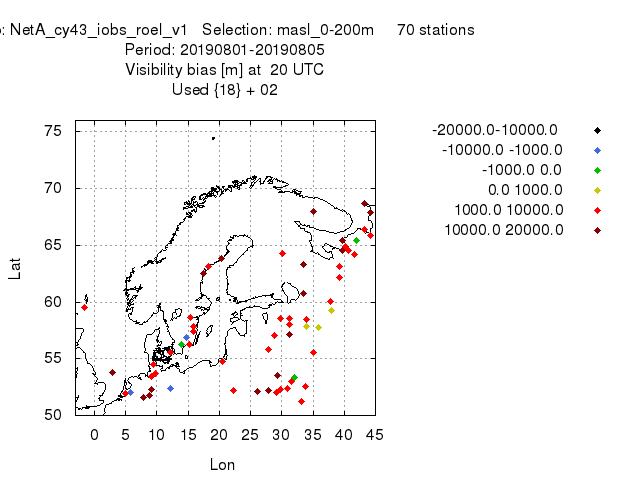 : NetA_cy43_iobs_roel_v1 Selection: masl_0-200m 70 stations
Period: 20190801-20190805
Visibility bias [m] at 20 UTC
Used {18} + 02
-20000.0-10000.0
-10000.0 -1000.0
-1000.0 0.0
0.0 1000.0
1000.0 10000.0
10000.0 20000.0
75
70
65
60
55
50
Lat
0 5 10 15 20 25 30 35 40 45
Lon